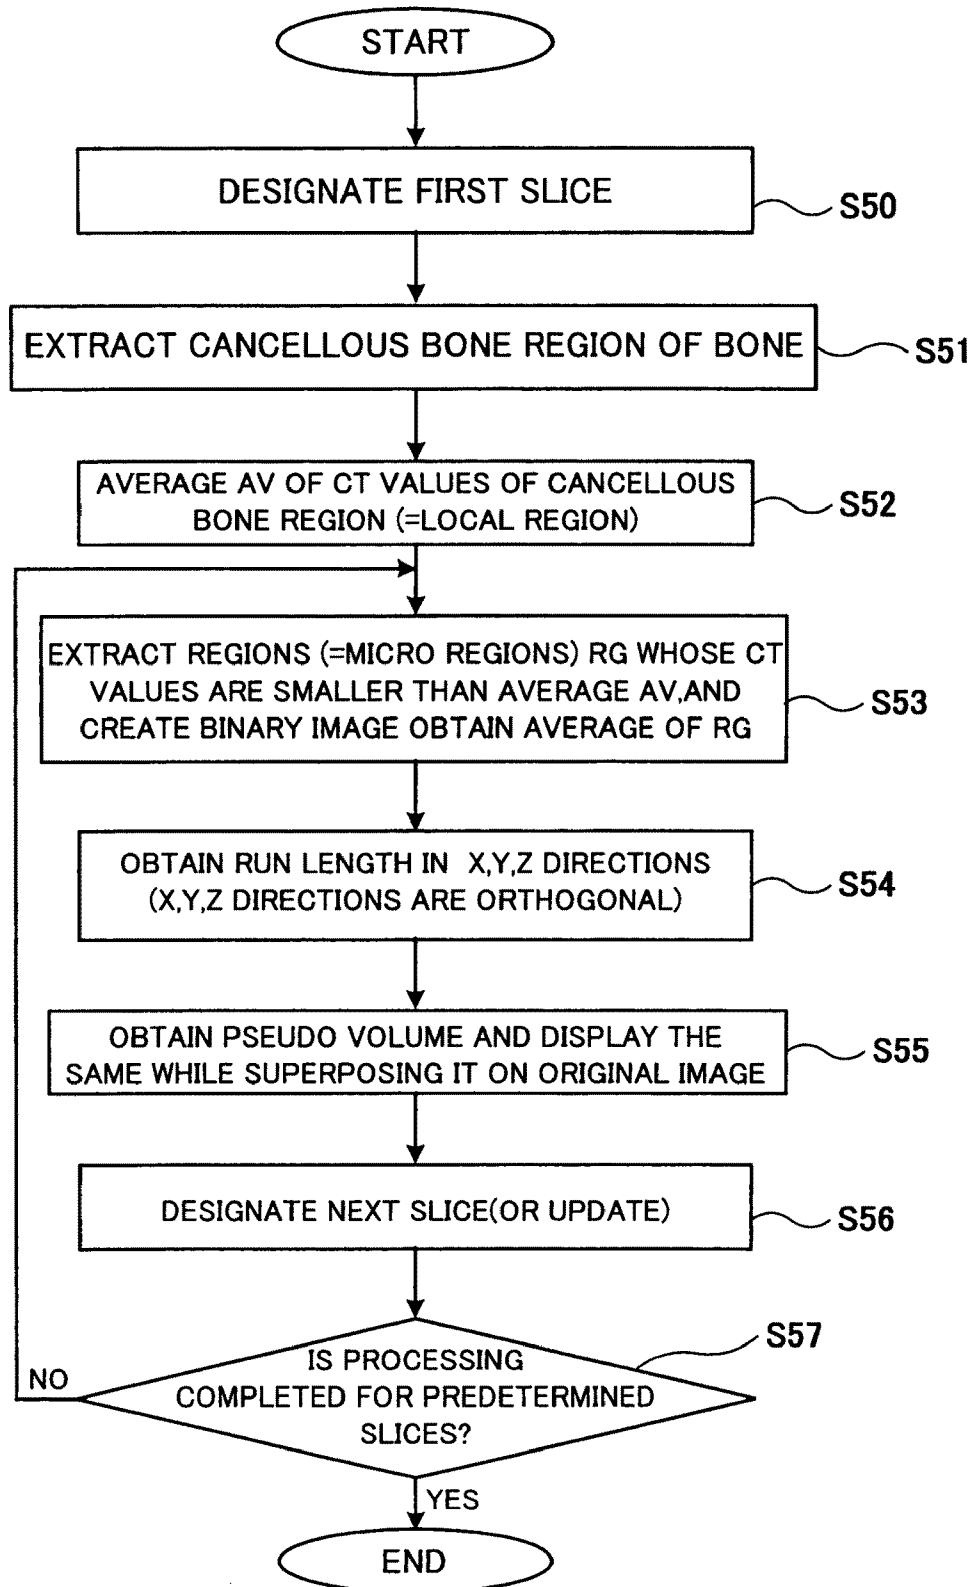 START
DESIGNATE FIRST SLICE
S50
EXTRACT CANCELLOUS BONE REGION OF BONE
S51
AVERAGE AV OF CT VALUES OF CANCELLOUS
BONE REGION (=LOCAL REGION)
S52
EXTRACT REGIONS (=MICRO REGIONS) RG WHOSE CT
VALUES ARE SMALLER THAN AVERAGE AV,AND
CREATE BINARY IMAGE OBTAIN AVERAGE OF RG
S53
OBTAIN RUN LENGTH IN X,Y,Z DIRECTIONS
(X,Y,Z DIRECTIONS ARE ORTHOGONAL)
S54
OBTAIN PSEUDO VOLUME AND DISPLAY THE
SAME WHILE SUPERPOSING IT ON ORIGINAL IMAGE
S55
DESIGNATE NEXT SLICE(OR UPDATE)
S56
S57
IS PROCESSING
COMPLETED FOR PREDETERMINED
SLICES?
NO
YES
END